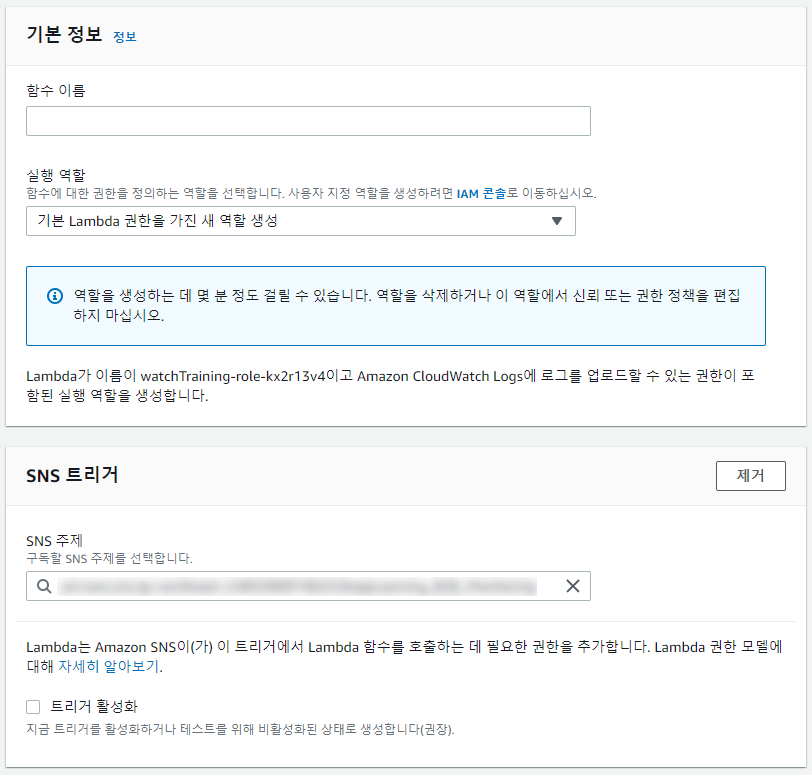 기본 정보 정보
함수 이름
실행 역할
함수에 대한 권한을 정의하는 역할을 선택합니다. 사용자 지정 역할을 생성하려면 IAM 콘솔로 이동하십시오.
기본 Lambda 권한을 가진 새 역할 생성
역할을 생성하는 데 몇 분 정도 걸릴 수 있습니다. 역할을 삭제하거나 이 역할에서 신뢰 또는 권한 정책을 편집
하지 마십시오.
Lambda가 이름이 watchTraining-role-kx2r13v4이고 Amazon CloudWatch Logs에 로그를 업로드할 수 있는 권한이 포
함된 실행 역할을 생성합니다.
SNS 트리거
제거
SNS 주제
구독할 SNS 주제를 선택합니다.
Lambda는 Amazon SNS이(가) 이 트리거에서 Lambda 함수를 호출하는 데 필요한 권한을 추가합니다. Lambda 권한 모델에
대해 자세히 알아보기.
트리거 활성화
지금 트리거를 활성화하거나 테스트를 위해 비활성화된 상태로 생성합니다(권장).